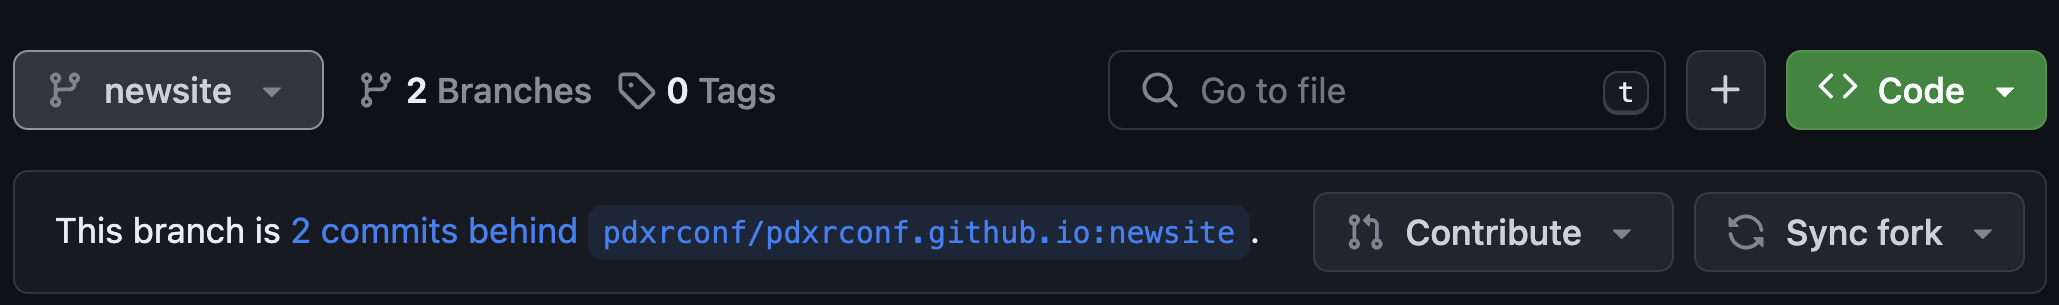 newsite 2 Branches 0 Tags Go to file t + Code
This branch is 2 commits behind pdxrconf/pdxrconf.github.io:newsite. Contribute Sync fork